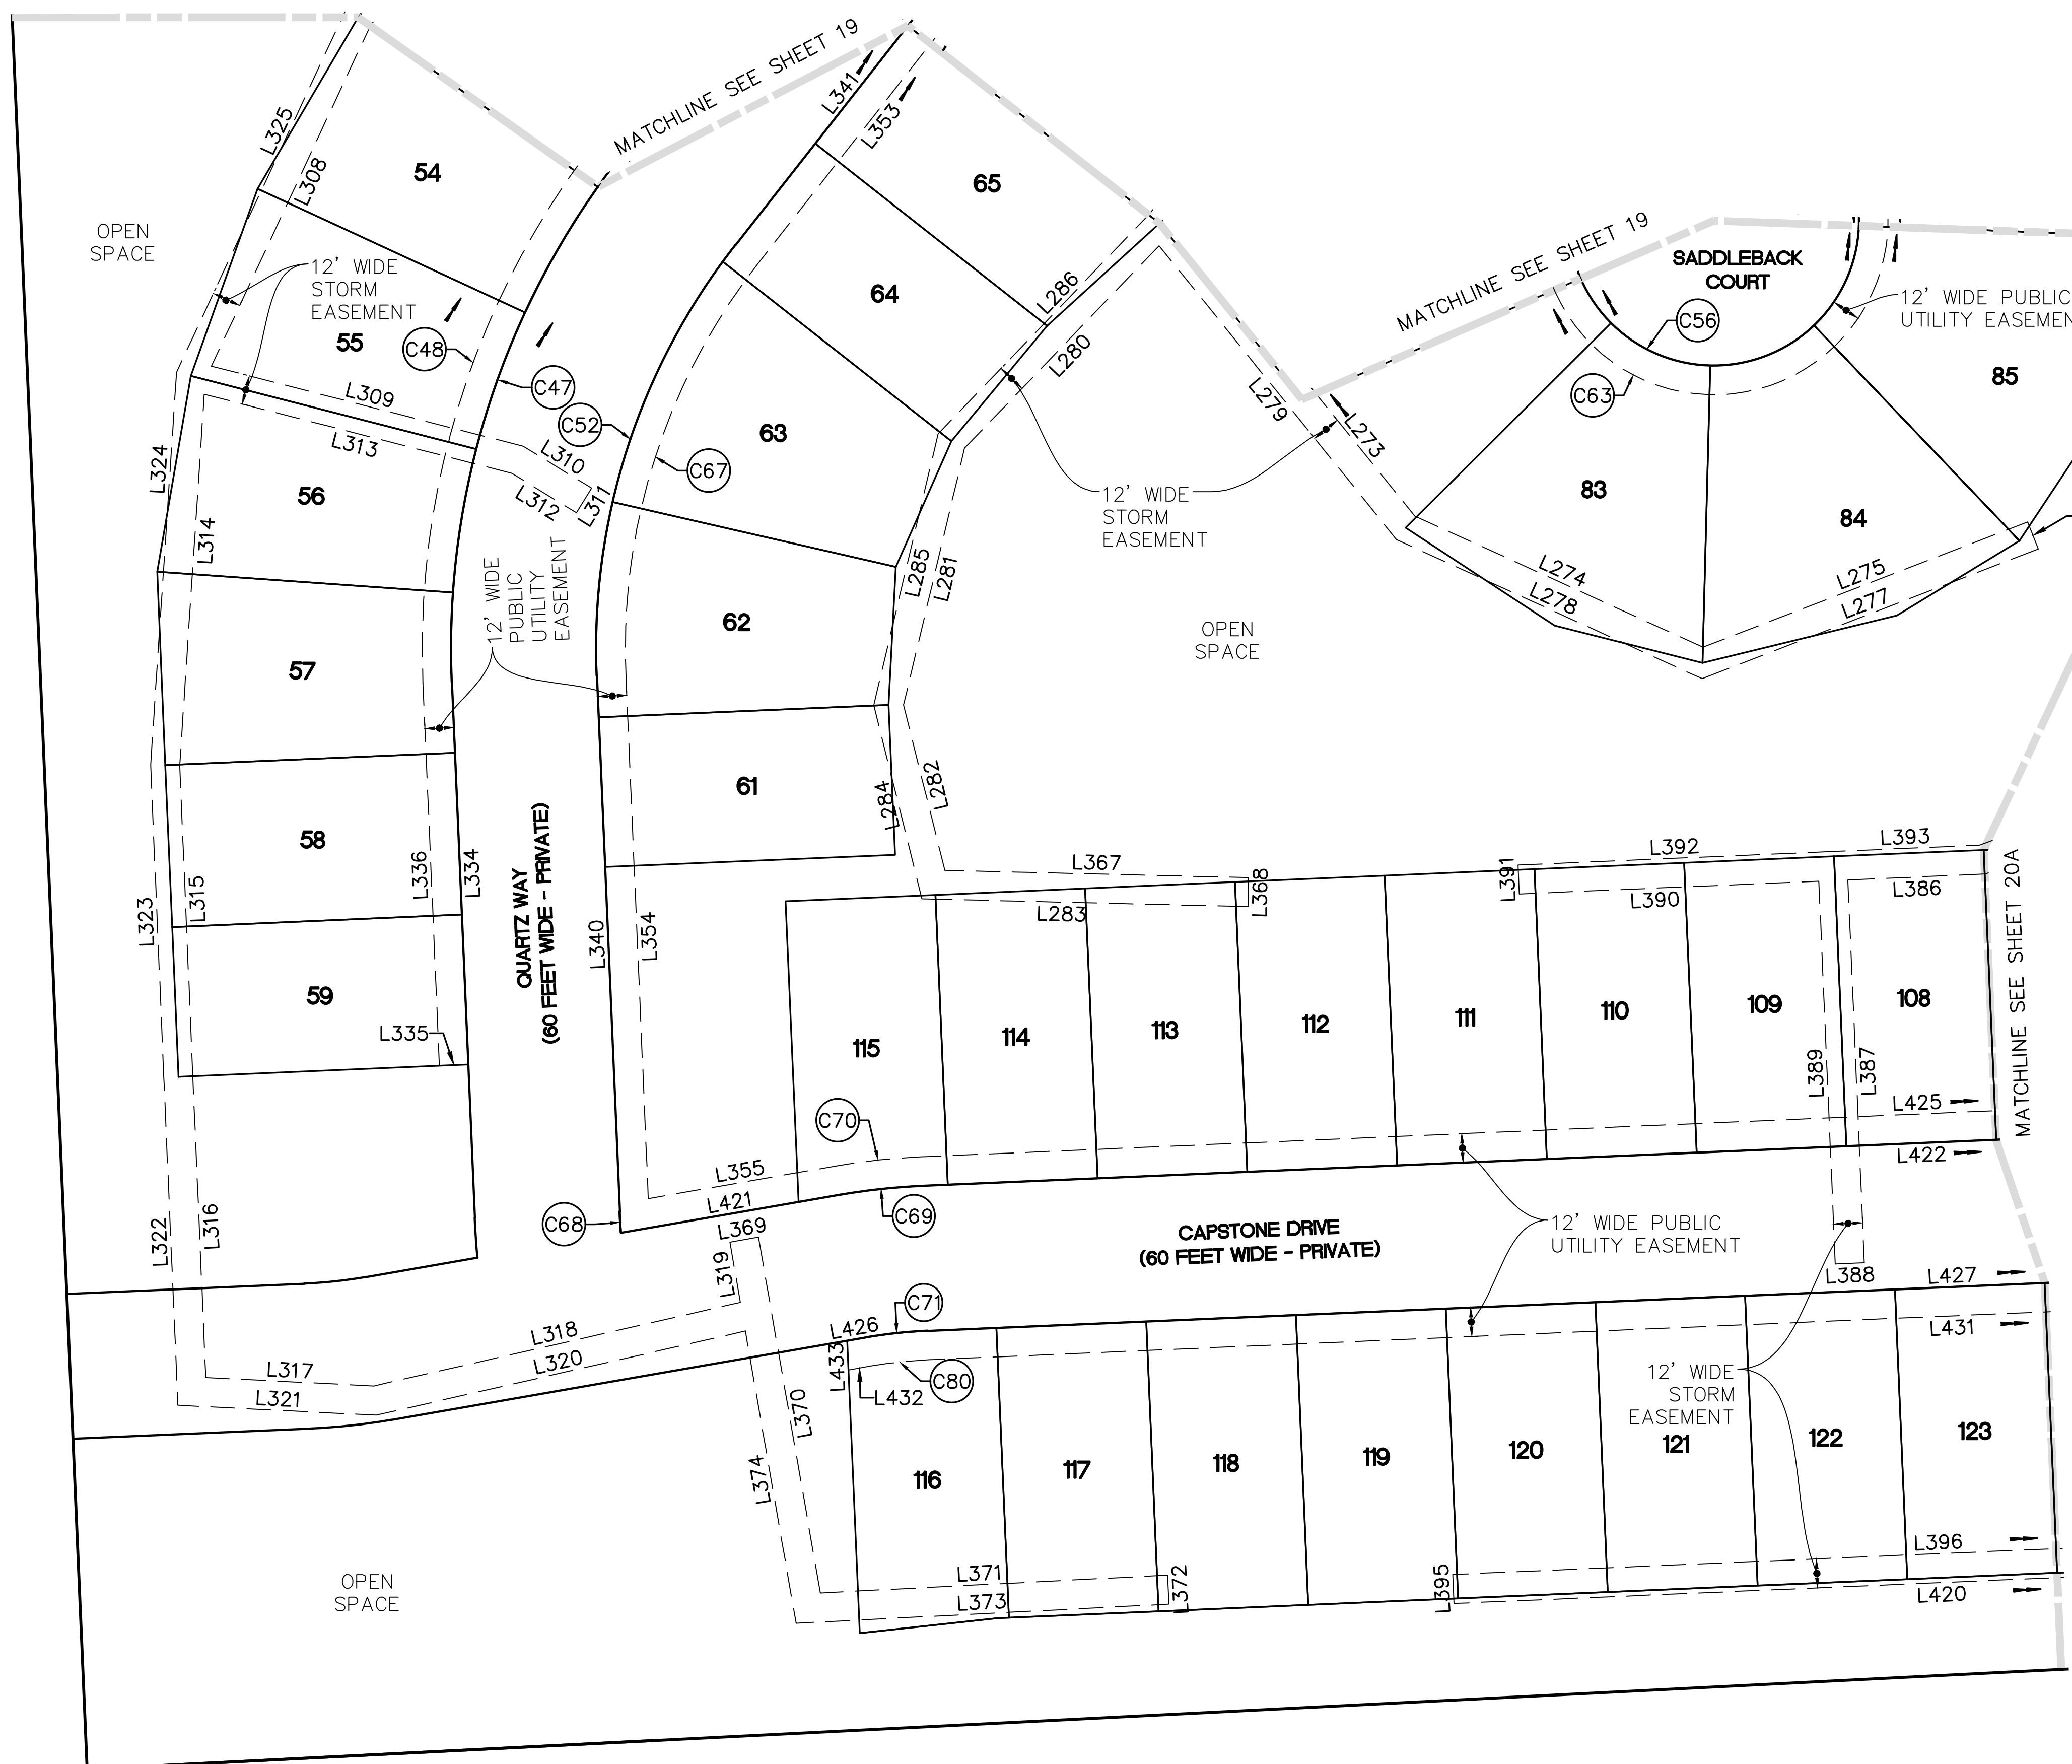 MATCHLINE SEE SHEET 19
L341
L353
L325
L308
54
65
OPEN
SPACE
12' WIDE
STORM
EASEMENT
55
C48
L309
C47
C52
L313
L310
L312
L311
C67
63
64
L286
L280
L279
L273
MATCHLINE SEE SHEET 19
SADDLEBACK
COURT
C56
C63
12' WIDE PUBLIC
UTILITY EASEMEN
85
83
84
L274
L278
L275
L277
12' WIDE
STORM
EASEMENT
L324
56
L314
12' WIDE
PUBLIC
UTILITY
EASEMENT
L285
L281
62
57
OPEN
SPACE
61
L284
L282
58
L336
L334
L323
L315
QUARTZ WAY
(60 FEET WIDE - PRIVATE)
L340
L354
59
L335
L367
L368
L283
L391
L392
L393
L390
L386
MATCHLINE SEE SHEET 20A
115
114
113
112
111
110
109
108
L389
L387
L425
L422
C70
L355
L421
C68
C69
L322
L316
L369
L319
CAPSTONE DRIVE
(60 FEET WIDE - PRIVATE)
12' WIDE PUBLIC
UTILITY EASEMENT
L388
L427
L431
C71
L426
L318
L320
L317
L321
L433
C80
L432
L370
L374
12' WIDE
STORM
EASEMENT
116
117
118
119
120
121
122
123
L371
L373
L372
L395
L396
L420
OPEN
SPACE